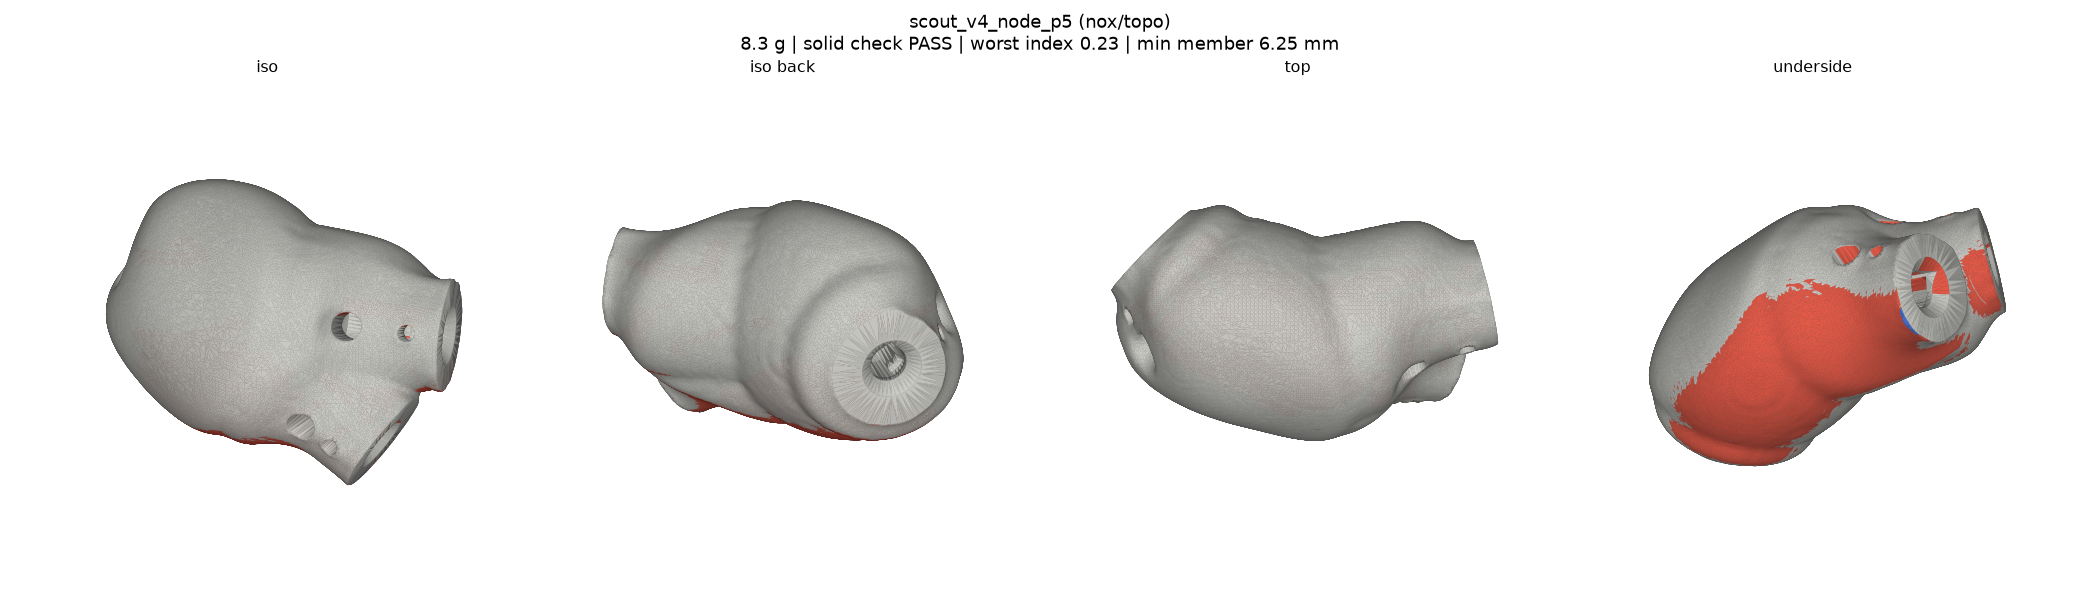 scout_v4_node_p5 (nox/topo)
8.3 g | solid check PASS | worst index 0.23 | min member 6.25 mm
iso
iso back
top
underside